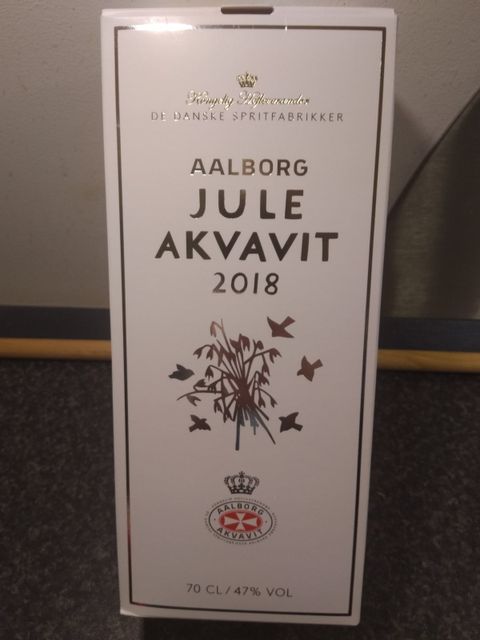 Kongelig Hofleverandør
DE DANSKE SPRITFABRIKKER
AALBORG
JULE
AKVAVIT
2018
AALBORG
AKVAVIT
70 CL / 47% VOL